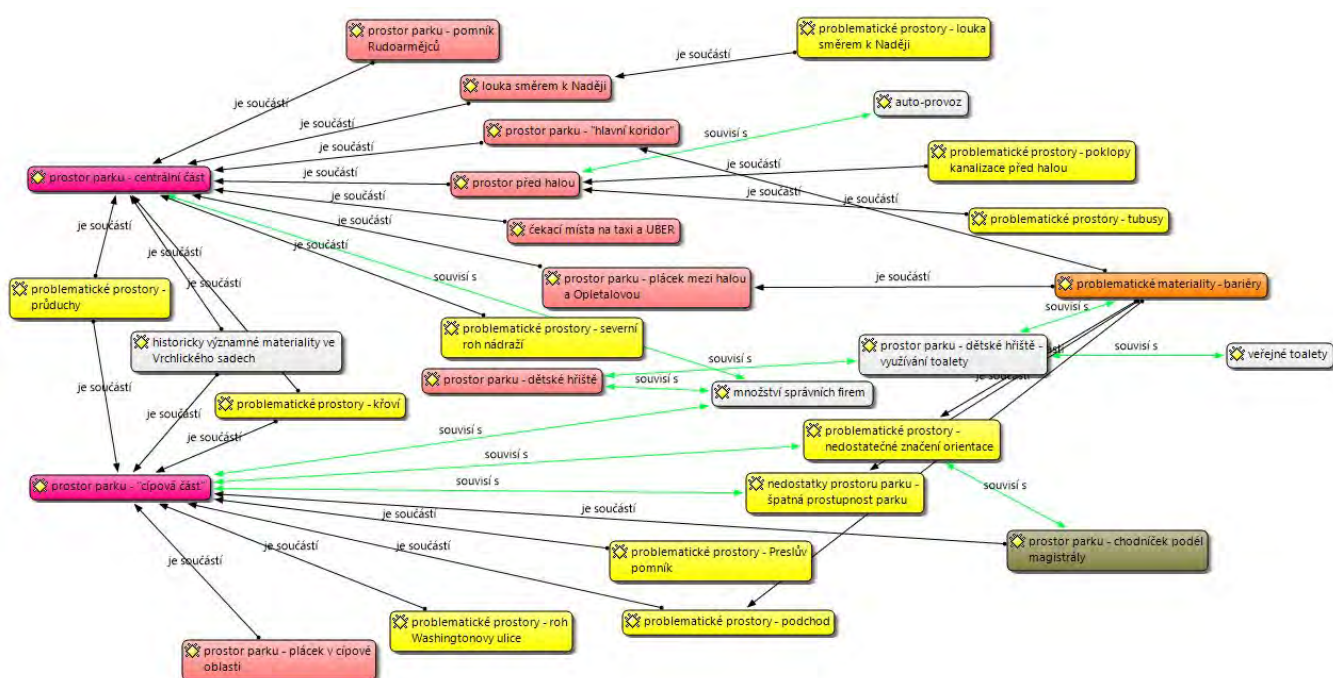 prostor parku - pomník
Rudoarmějců
problematické prostory - louka
směrem k Naději
je součástí
louka směrem k Naději
je součástí
auto-provoz
je součástí
souvisí s
prostor parku - "hlavní koridor"
je součástí
problematické prostory - poklopy
kanalizace před halou
prostor parku - centrální část
je součástí
prostor před halou
je součástí
je součástí
je součástí
problematické prostory - tubusy
je součástí
čekací místa na taxi a UBER
je součástí
je součástí
je součástí
je součástí
souvisí s
prostor parku - plácek mezi halou
a Opletalovou
je součástí
problematické materiality - bariéry
problematické prostory -
průduchy
je součástí
problematické prostory - severní
roh nádraží
historicky významné materiality ve
Vrchlického sadech
souvisí s
prostor parku - dětské hřiště -
využívání toalety
souvisí s
veřejné toalety
souvisí s
je součástí
prostor parku - dětské hřiště
souvisí s
množství správních firem
je součástí
je součástí
problematické prostory - křoví
je součástí
souvisí s
problematické prostory -
nedostatečné značení orientace
souvisí s
prostor parku - "cípová část"
souvisí s
nedostatky prostoru parku -
špatná prostupnost parku
souvisí s
je součástí
je součástí
prostor parku - chodníček podél
magistrály
je součástí
je součástí
je součástí
problematické prostory - Preslův
pomník
problematické prostory - roh
Washingtonovy ulice
problematické prostory - podchod
prostor parku - plácek v cípové
oblasti